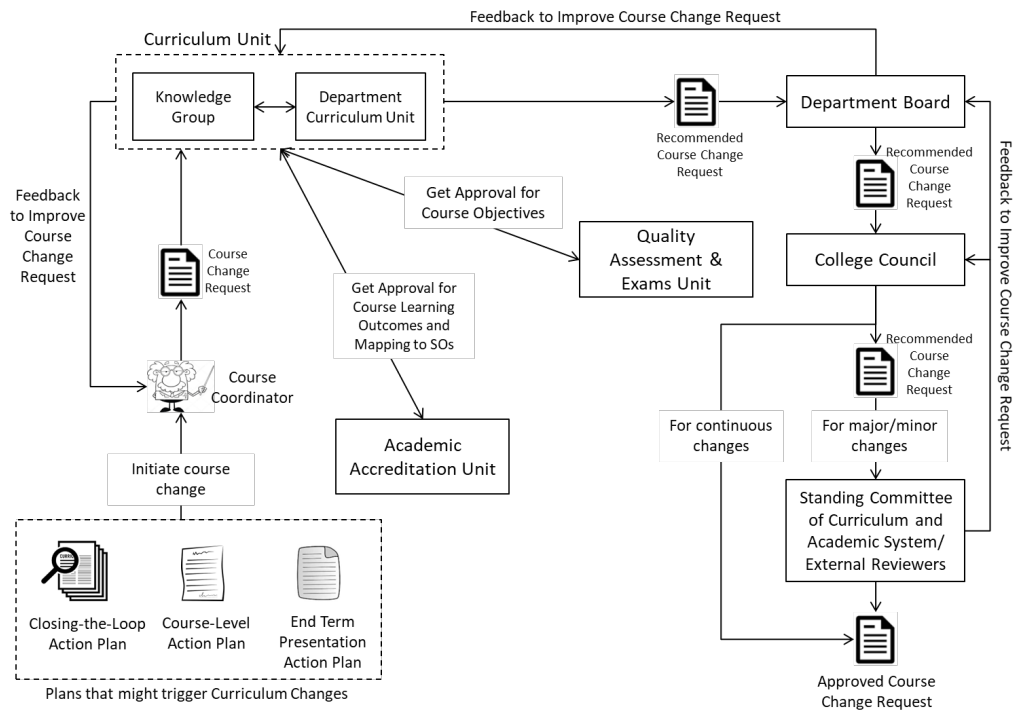 Feedback to Improve Course Change Request
Curriculum Unit
Knowledge
Group
Department
Curriculum Unit
Recommended
Course Change
Request
Department Board
Recommended
Course
Change
Request
Feedback to Improve Course Change Request
Feedback
to Improve
Course
Change
Request
Get Approval for
Course Objectives
Quality
Assessment &
Exams Unit
College Council
Course
Change
Request
Get Approval for
Course Learning
Outcomes and
Mapping to SOs
Recommended
Course
Change
Request
Course
Coordinator
For continuous
changes
For major/minor
changes
Academic
Accreditation Unit
Initiate course
change
Standing Committee
of Curriculum and
Academic System/
External Reviewers
CURRICU
Closing-the-Loop
Action Plan
Course-Level
Action Plan
End Term
Presentation
Action Plan
Plans that might trigger Curriculum Changes
Approved Course
Change Request